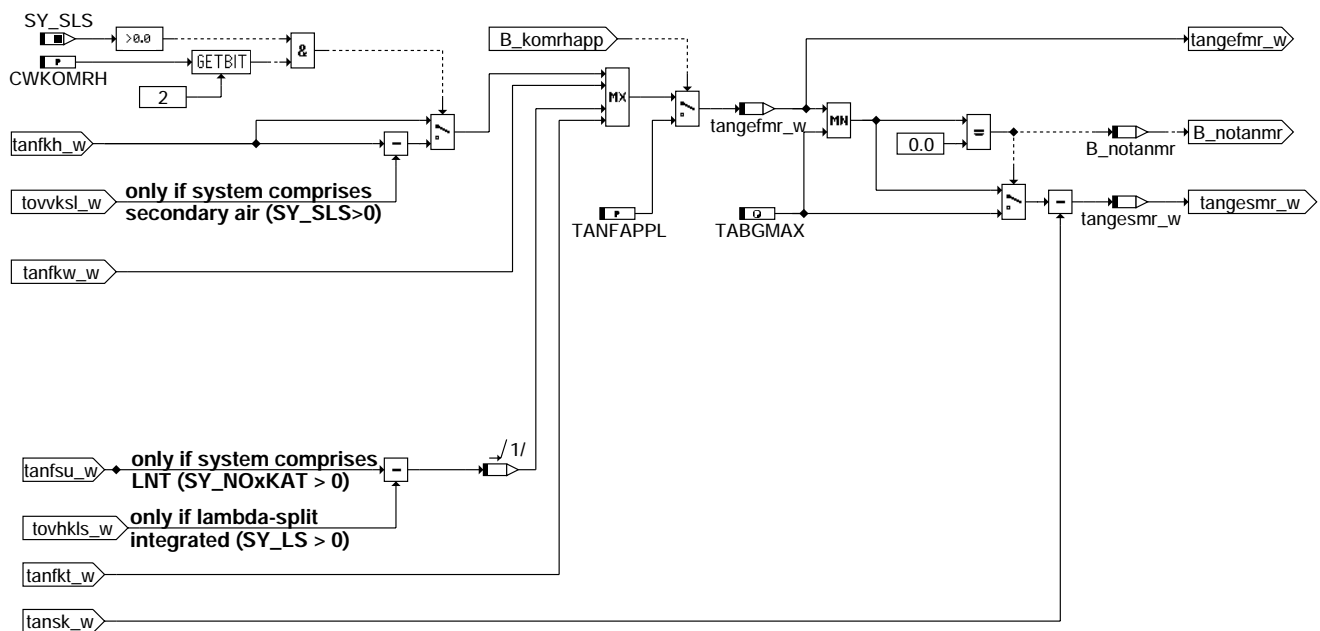 SY_SLS
>0.0
&
CWKOMRH
P
GETBIT
2
B_komrhapp
tangefmr_w
MX
tangefmr_w
MN
=
0.0
B_notanmr
B_notanmr
tanfkh_w
-
tovvksl_w
only if system comprises
secondary air (SY_SLS>0)
P
TANFAPPL
TABGMAX
-
tangesmr_w
tangesmr_w
tanfkw_w
tanfsu_w
only if system comprises
LNT (SY_NOxKAT > 0)
-
1/
tovhkls_w
only if lambda-split
integrated (SY_LS > 0)
tanfkt_w
tansk_w